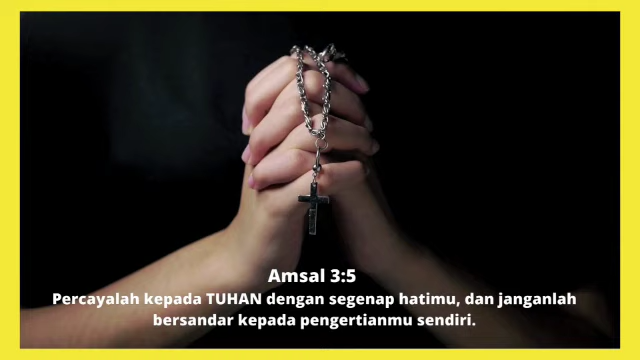 Amsal 3:5
Percayalah kepada TUHAN dengan segenap hatimu, dan janganlah
bersandar kepada pengertianmu sendiri.